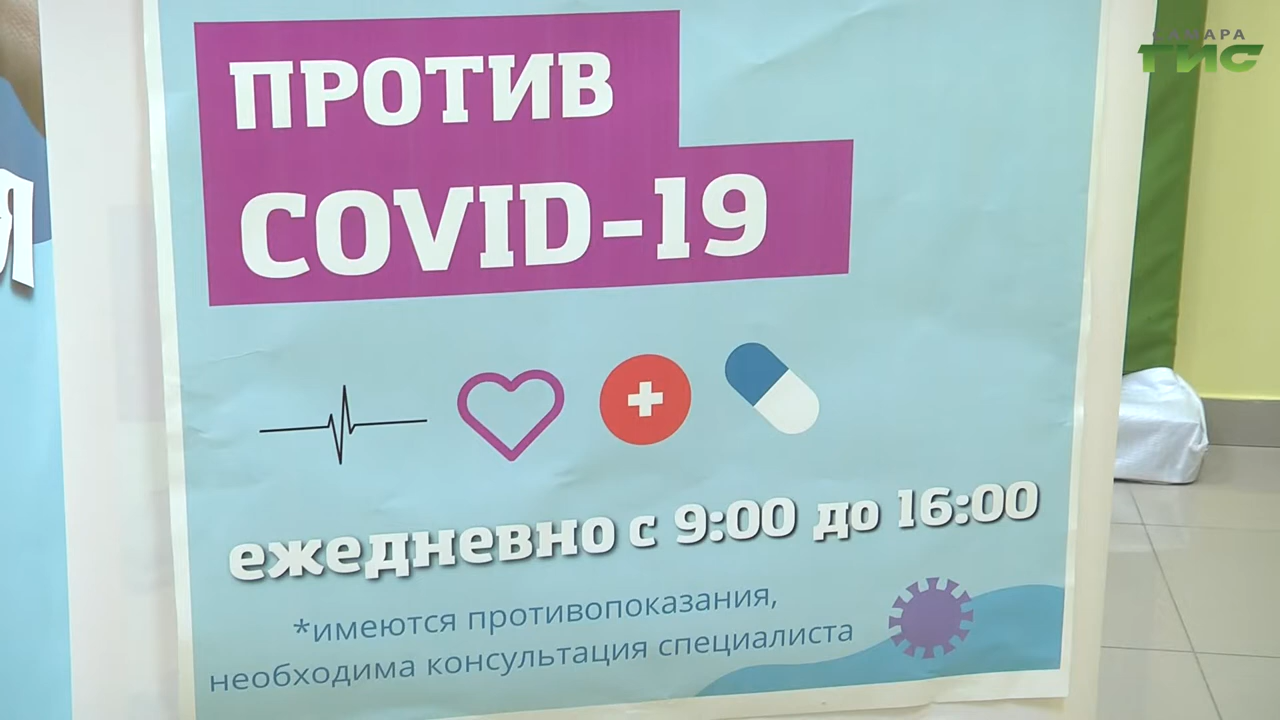 САМАРА
ГИС
ПРОТИВ
COVID-19
Я
ежедневно с 9:00 до 16:00
*имеются противопоказания,
необходима консультация специалиста